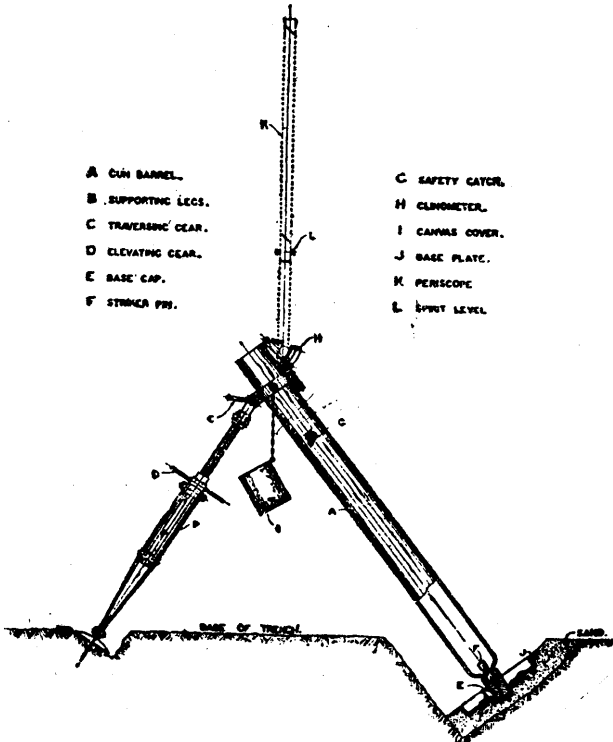 A GUN BARREL.
B SUPPORTING LEGS.
C TRAVERSING GEAR.
D ELEVATING GEAR.
E BASE CAP.
F STRIKER PIN.
C SAFETY CATCH.
H CLINOMETER.
I CANVAS COVER.
J BASE PLATE.
K PERISCOPE
L SPIRIT LEVEL
K
L
H
C
G
D
A
BASE OF TRENCH.
SAND
E